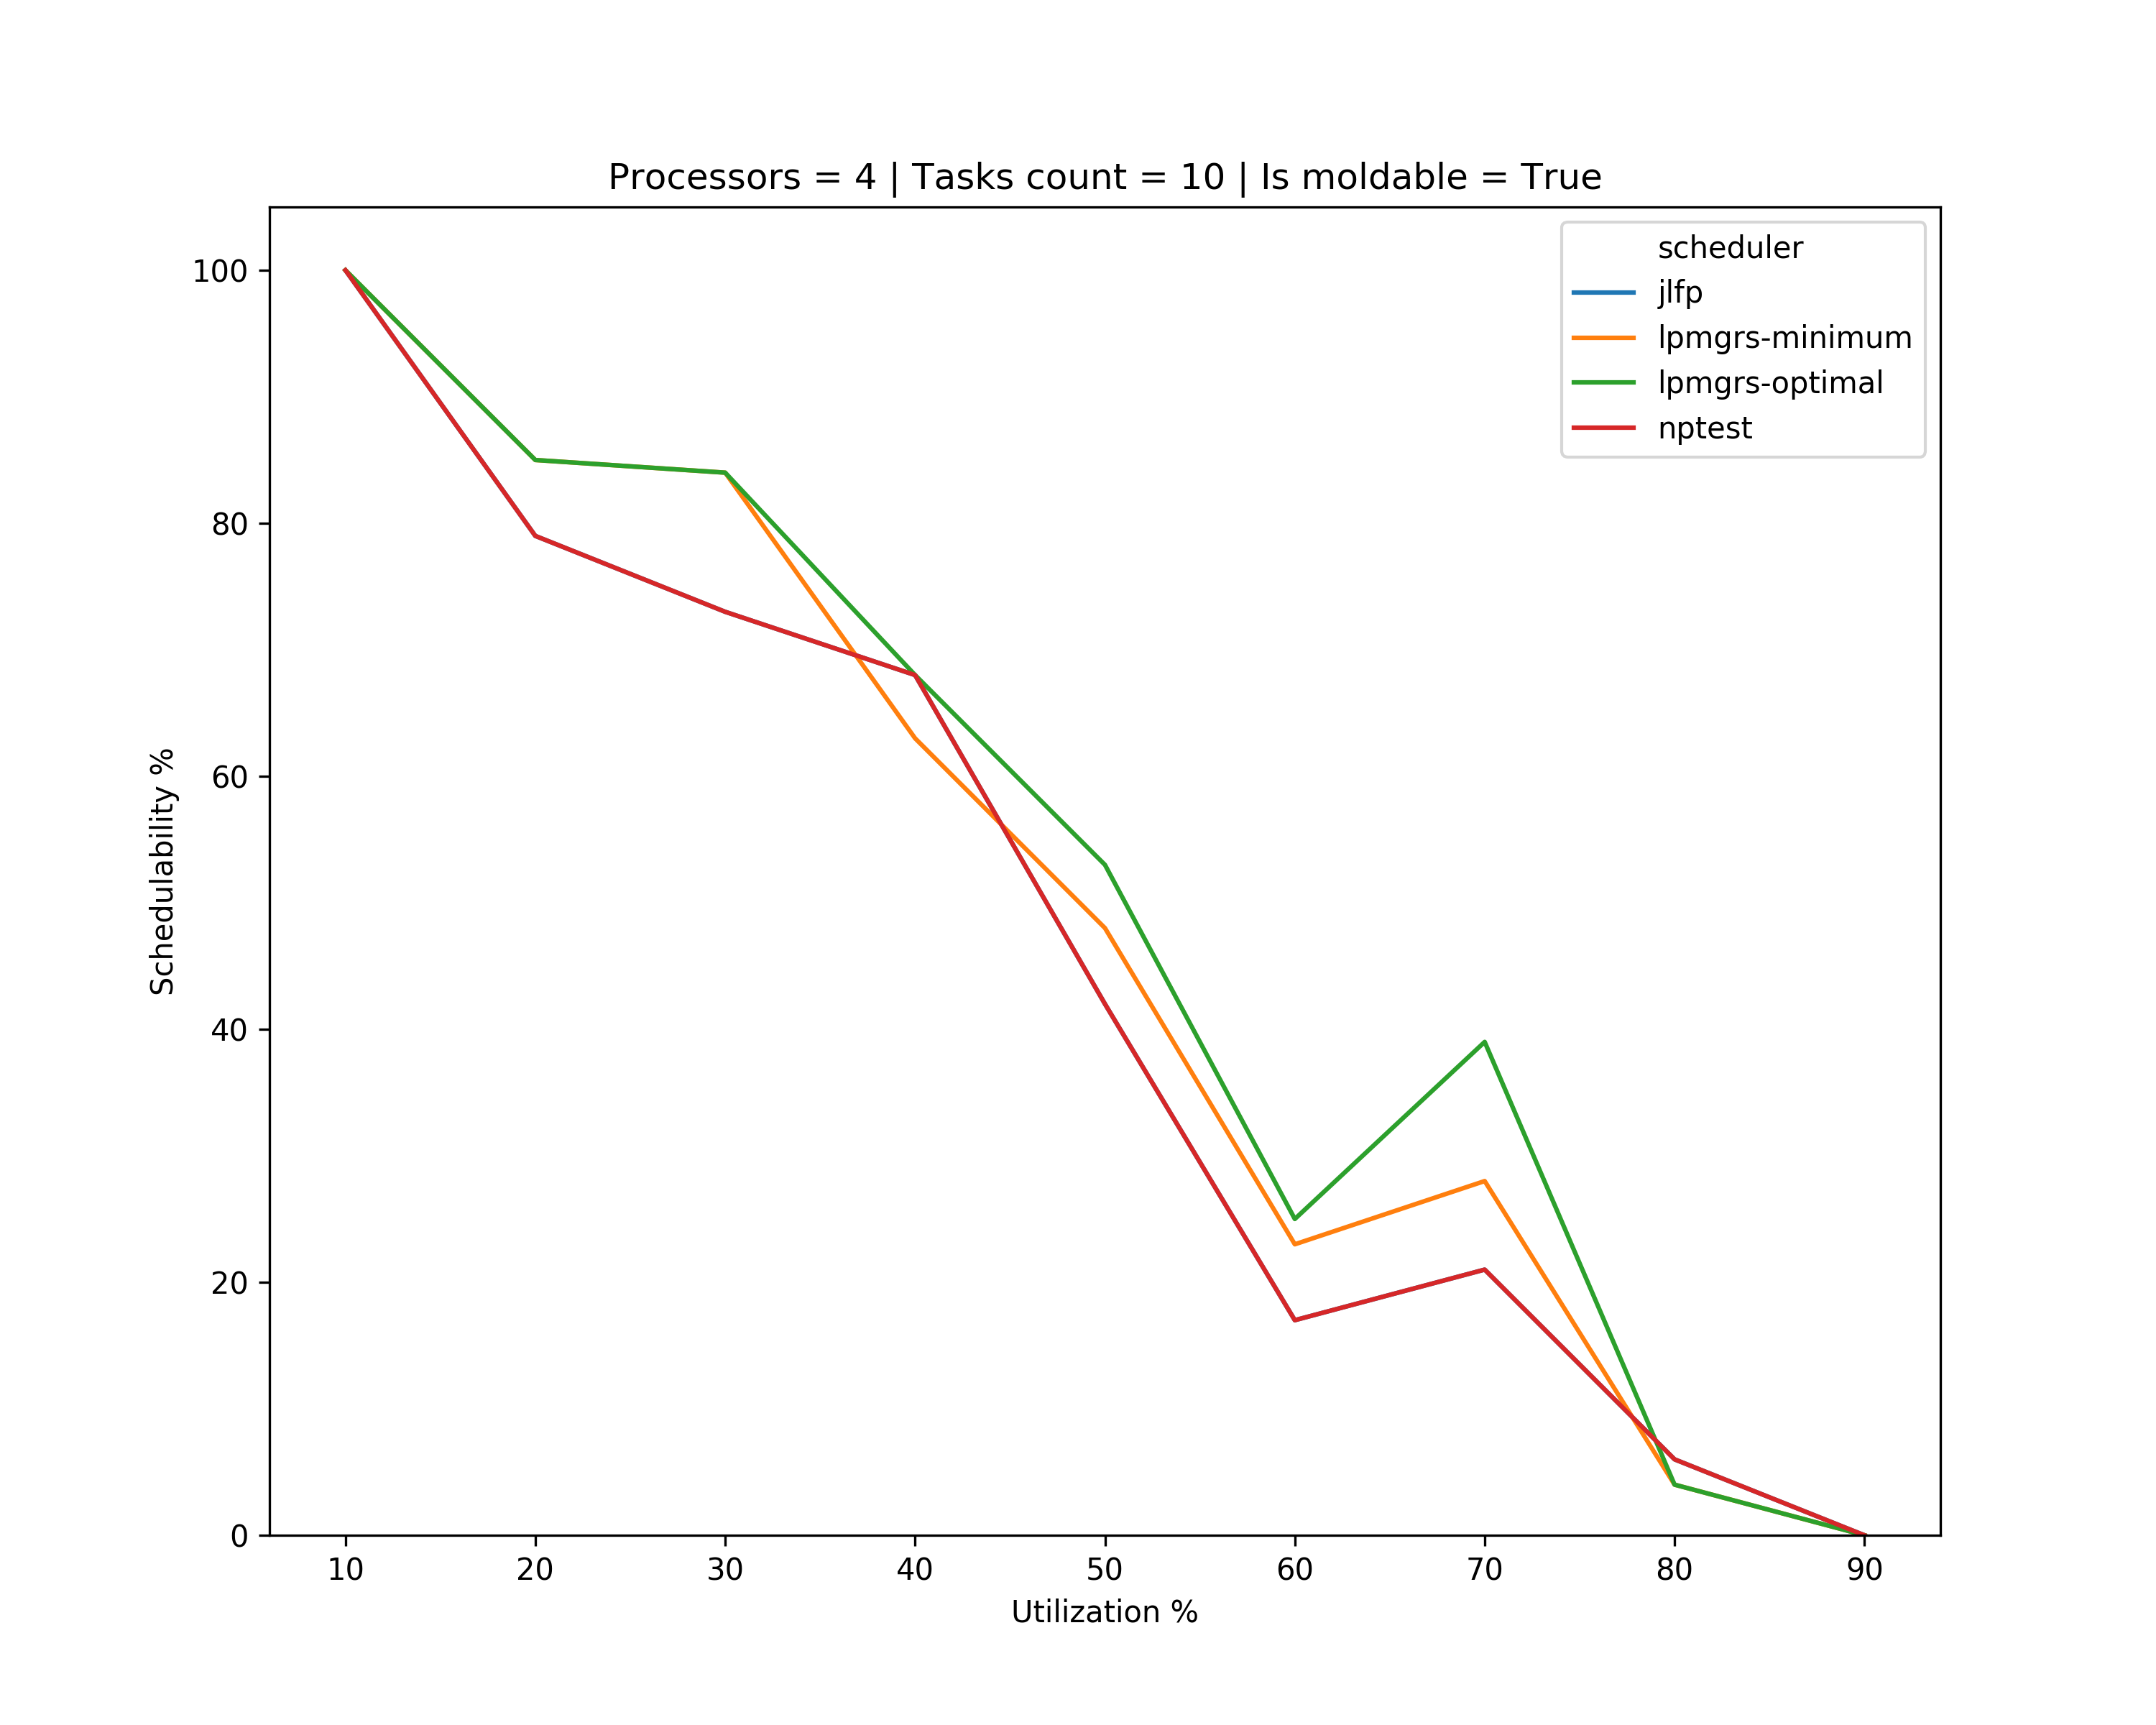 Processors = 4 | Tasks count = 10 | Is moldable = True
scheduler
jlfp
lpmgrs-minimum
lpmgrs-optimal
nptest
Schedulability %
100
80
60
40
20
0
10 20 30 40 50 60 70 80 90
Utilization %